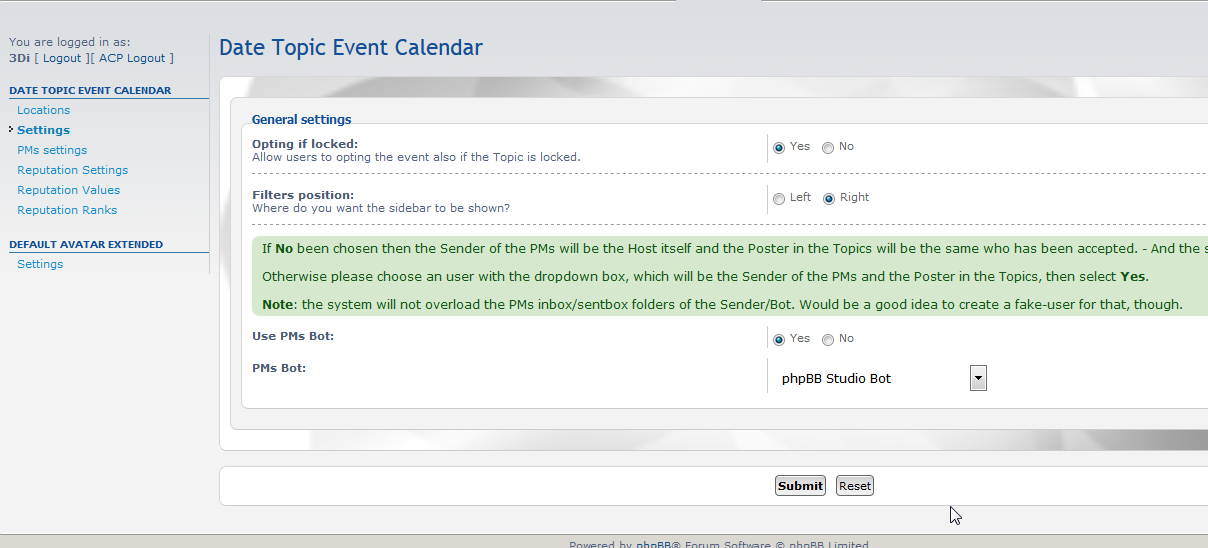 You are logged in as:
3Di [ Logout ][ ACP Logout ]
DATE TOPIC EVENT CALENDAR
Locations
Settings
PMs settings
Reputation Settings
Reputation Values
Reputation Ranks
DEFAULT AVATAR EXTENDED
Settings
Date Topic Event Calendar
General settings
Opting if locked:
Allow users to opting the event also if the Topic is locked.
Yes No
Filters position:
Where do you want the sidebar to be shown?
Left Right
If No been chosen then the Sender of the PMs will be the Host itself and the Poster in the Topics will be the same who has been accepted. - And the s
Otherwise please choose an user with the dropdown box, which will be the Sender of the PMs and the Poster in the Topics, then select Yes.
Note: the system will not overload the PMs inbox/sentbox folders of the Sender/Bot. Would be a good idea to create a fake-user for that, though.
Use PMs Bot:
Yes No
PMs Bot:
phpBB Studio Bot
Submit Reset
Powered by phpBB® Forum Software © phpBB Limited